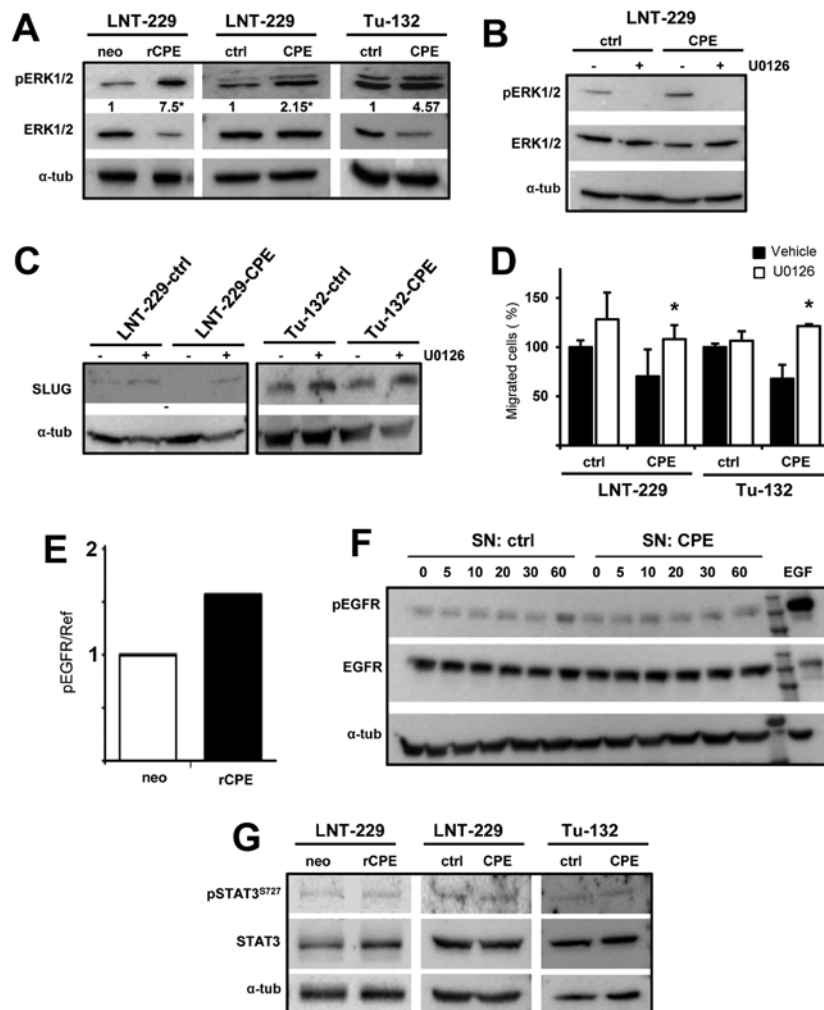 A
LNT-229 LNT-229 Tu-132
neo rCPE ctrl CPE ctrl CPE
pERK1/2
1 7.5* 1 2.15* 1 4.57
ERK1/2
α-tub
B
LNT-229
ctrl CPE
- + - + U0126
pERK1/2
ERK1/2
α-tub
C
LNT-229-ctrl LNT-229-CPE Tu-132-ctrl Tu-132-CPE
- + - + - + - + U0126
SLUG
-
α-tub
D
Vehicle
U0126
Migrated cells (%)
150
100
50
* *
ctrl CPE ctrl CPE
LNT-229 Tu-132
E
pEGFR/Ref
2
1
neo rCPE
F
SN: ctrl SN: CPE
0 5 10 20 30 60 0 5 10 20 30 60 EGF
pEGFR
EGFR
α-tub
G
LNT-229 LNT-229 Tu-132
neo rCPE ctrl CPE ctrl CPE
pSTAT3S727
STAT3
α-tub